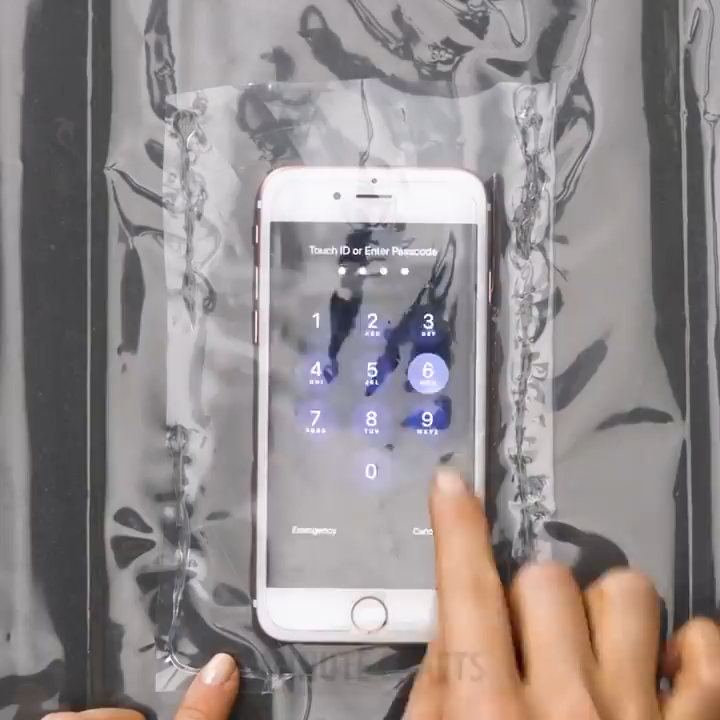 Touch ID or Enter Passcode
1 2 3
ABC DEF
4 5 6
GHI JKL MNO
7 8 9
PQRS TUV WXYZ
0
Emergency